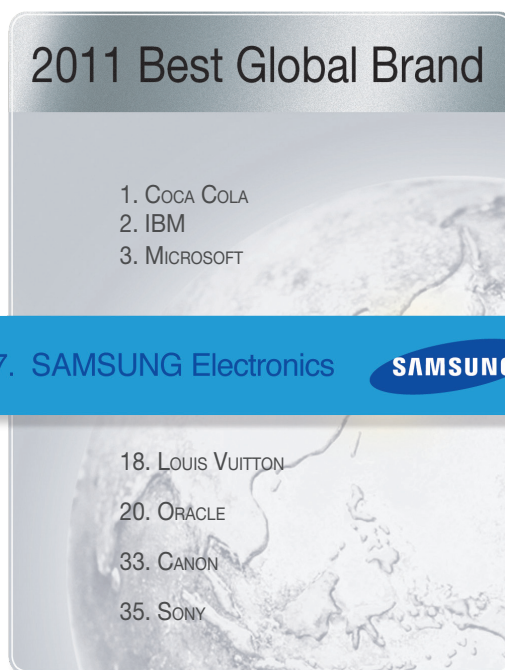 2011 Best Global Brand
1. COCA COLA
2. IBM
3. MICROSOFT
7. SAMSUNG Electronics
SAMSUNG
18. LOUIS VUITTON
20. ORACLE
33. CANON
35. SONY